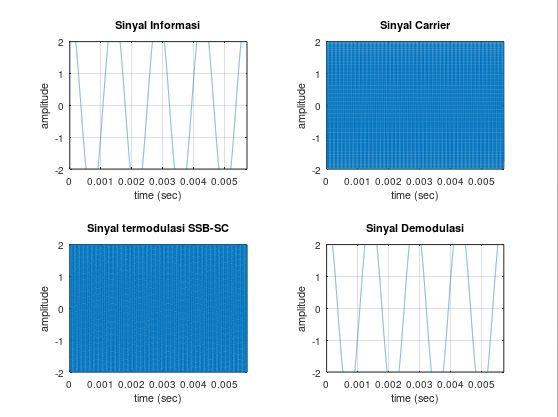 Sinyal Informasi
2
1
0
-1
-2
amplitude
0 0.001 0.002 0.003 0.004 0.005
time (sec)
Sinyal Carrier
2
1
0
-1
-2
amplitude
0 0.001 0.002 0.003 0.004 0.005
time (sec)
Sinyal termodulasi SSB-SC
2
1
0
-1
-2
amplitude
0 0.001 0.002 0.003 0.004 0.005
time (sec)
Sinyal Demodulasi
2
1
0
-1
-2
amplitude
0 0.001 0.002 0.003 0.004 0.005
time (sec)